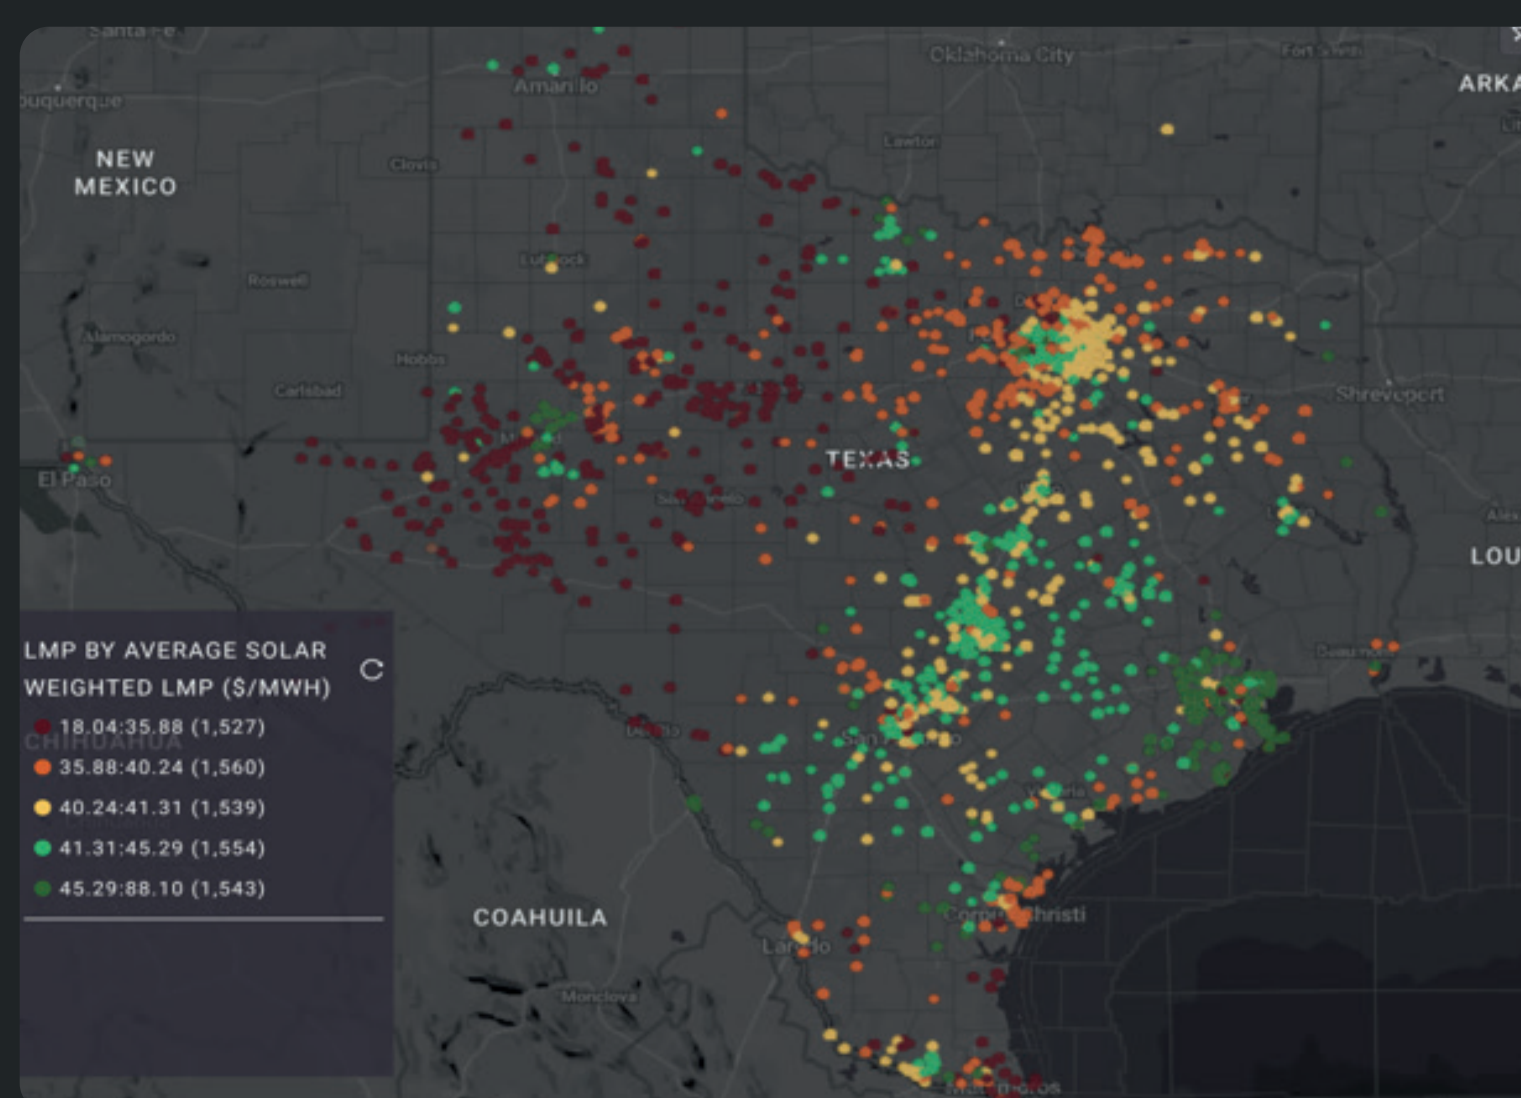 Santa Fe
Oklahoma City
Amarillo
ARKA
NEW
MEXICO
Clovis
Lawton
Lubbock
Roswell
Alamogordo
Hobbs
Carlsbad
Shreveport
TEXAS
El Paso
LOU
LMP BY AVERAGE SOLAR
WEIGHTED LMP ($/MWH)
18.04:35.88 (1,527)
CHIHUAHUA
35.88:40.24 (1,560)
40.24:41.31 (1,539)
41.31:45.29 (1,554)
45.29:88.10 (1,543)
Beaumont
Victoria
COAHUILA
Corpus Christi
Laredo
Monclova